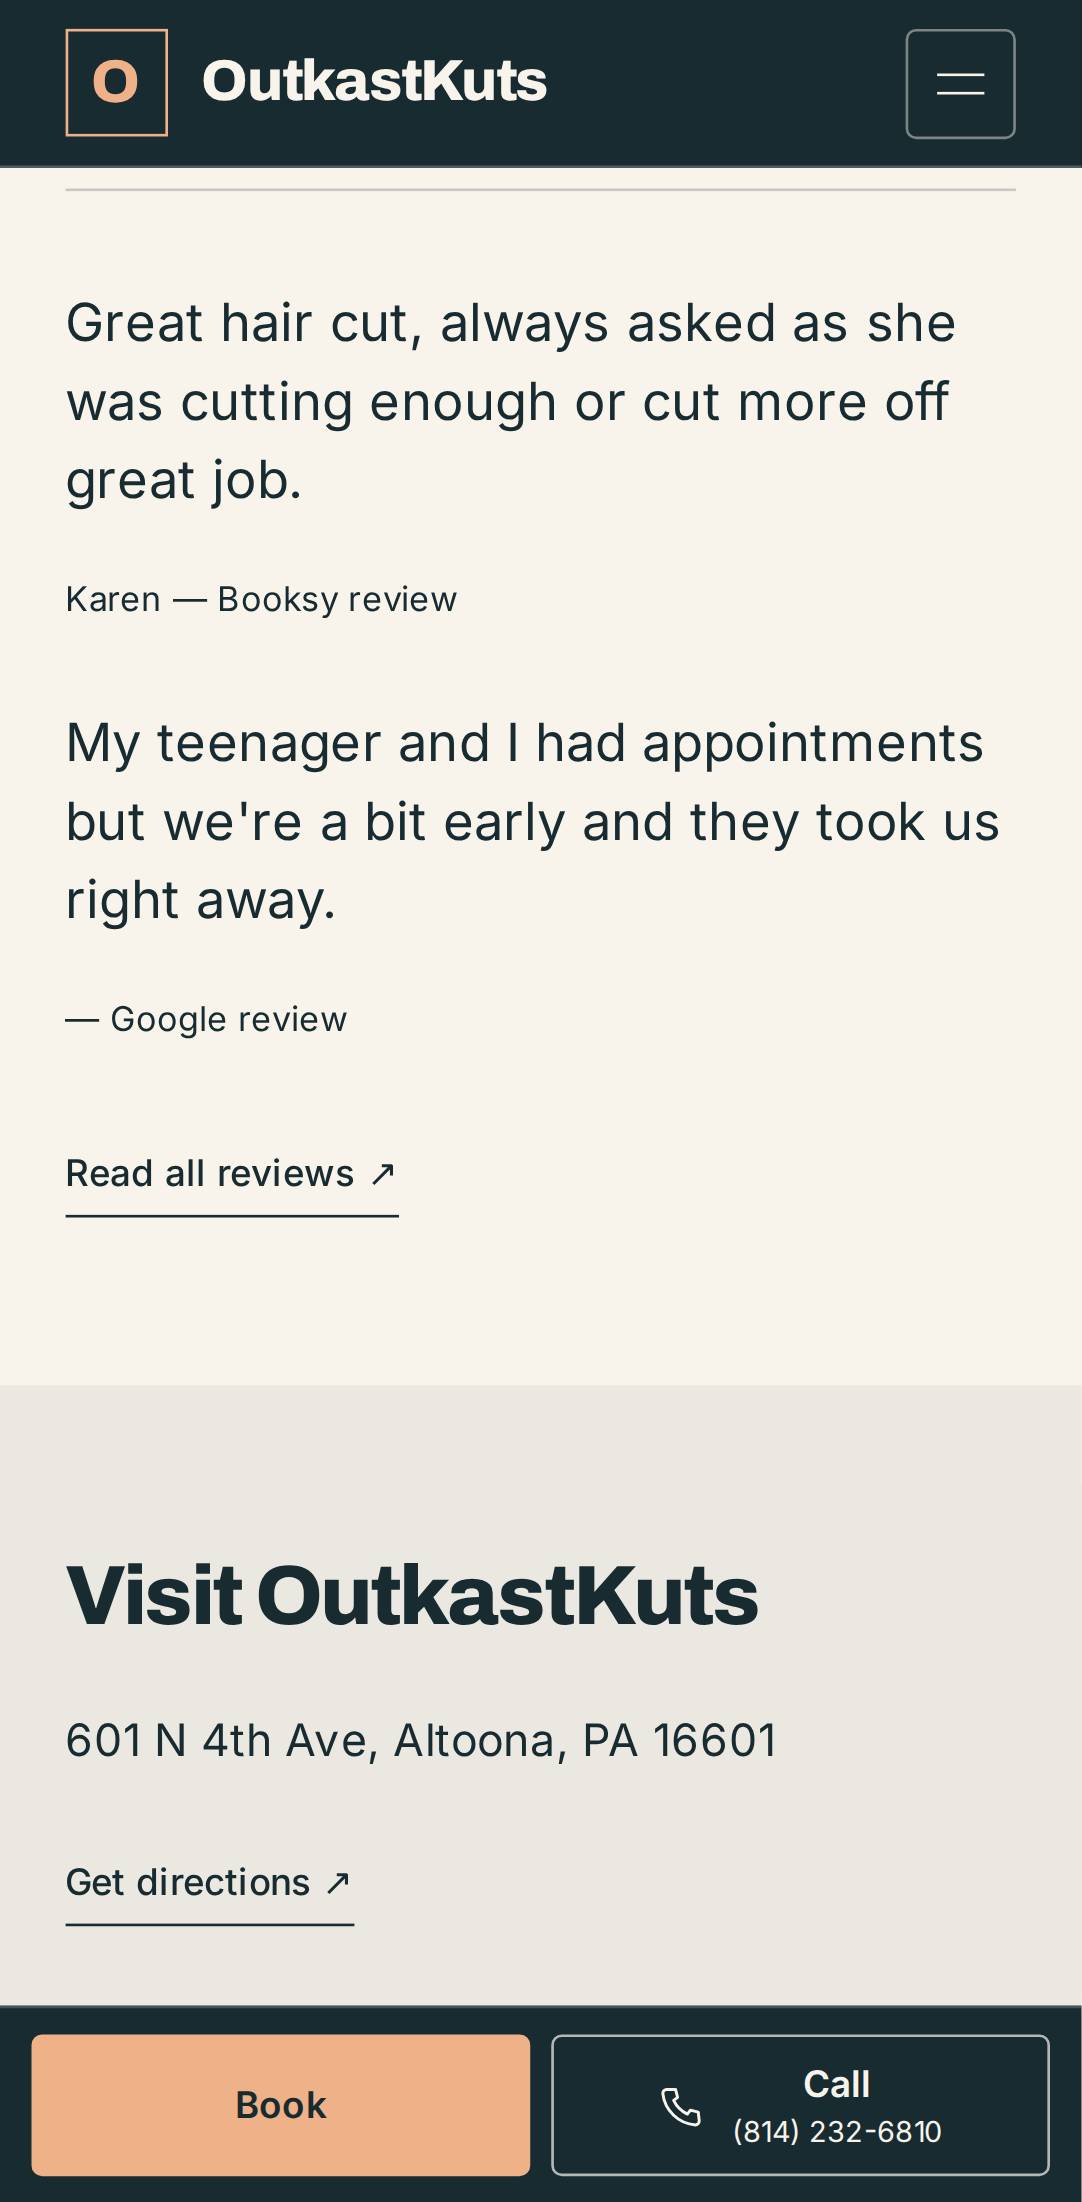 O OutkastKuts
Great hair cut, always asked as she
was cutting enough or cut more off
great job.
Karen — Booksy review
My teenager and I had appointments
but we're a bit early and they took us
right away.
— Google review
Read all reviews ↗
Visit OutkastKuts
601 N 4th Ave, Altoona, PA 16601
Get directions ↗
Book
Call
(814) 232-6810